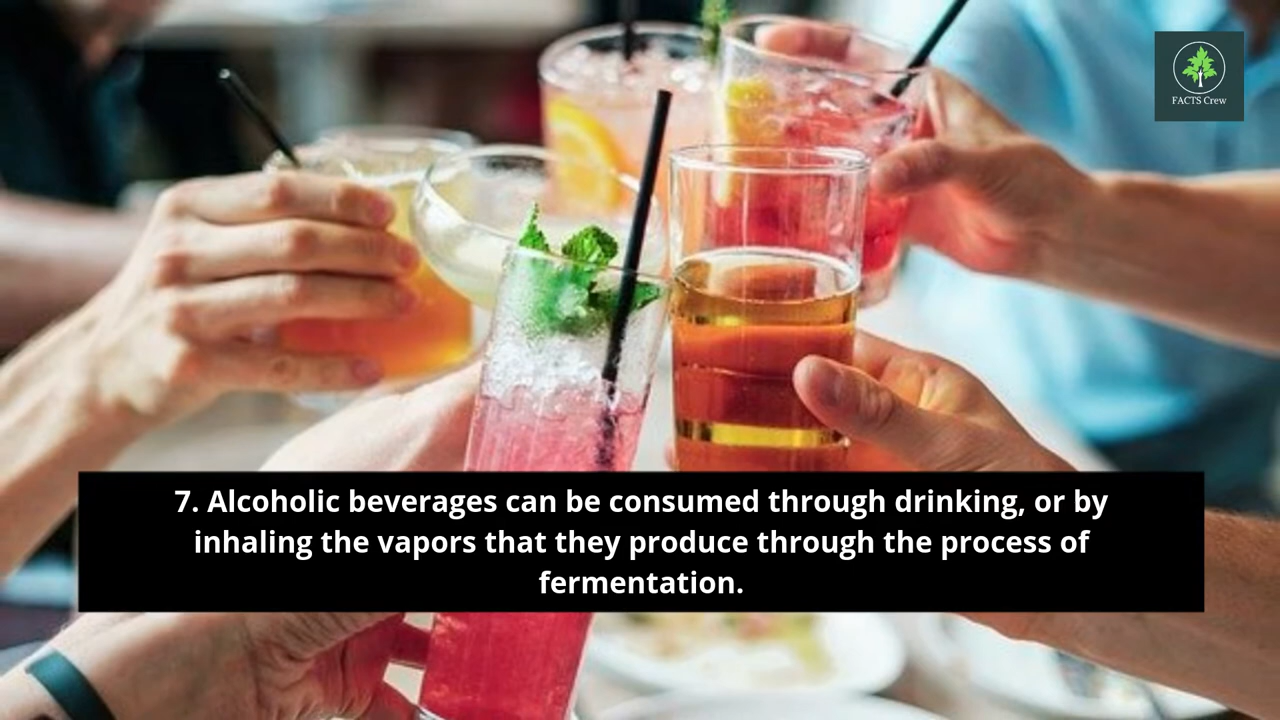 FACTS Crew
7. Alcoholic beverages can be consumed through drinking, or by
inhaling the vapors that they produce through the process of
fermentation.